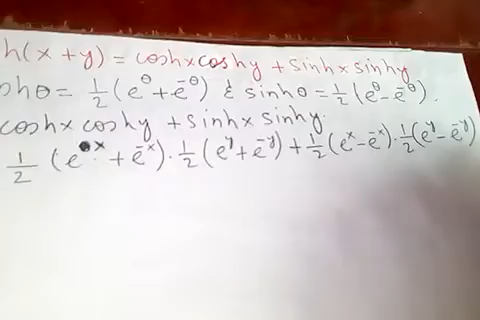 h(x+y) = coshx coshy + sinhx sinhy
shθ = 1/2 (e^θ + e^-θ) & sinhθ = 1/2 (e^θ - e^-θ).
coshx coshy + sinhx sinhy
1/2 (e^x + e^-x) · 1/2 (e^y + e^-y) + 1/2 (e^x - e^-x) · 1/2 (e^y - e^-y)